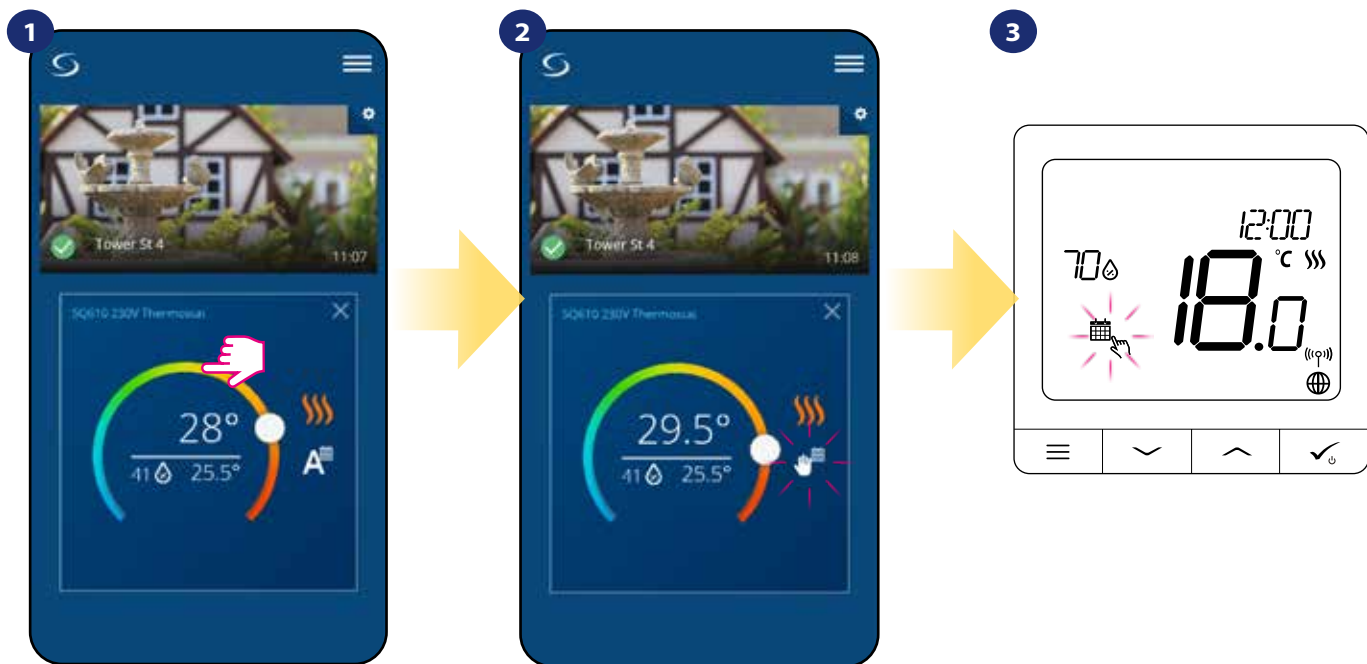 1
2
3
Tower St 4
11:07
SQ610 230V Thermostat
28°
A
41 25.5°
Tower St 4
11:08
SQ610 230V Thermostat
29.5°
41 25.5°
12:00
70
°C
18.0